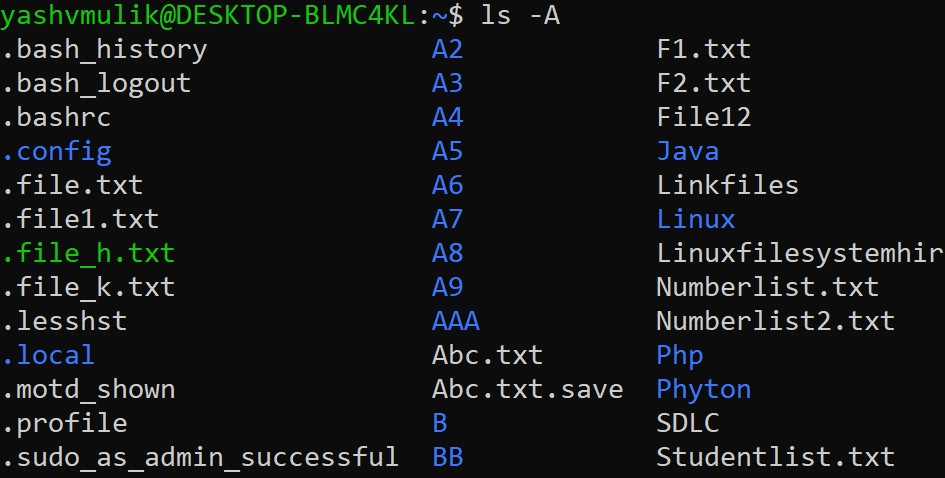 yashvmulik@DESKTOP-BLMC4KL:~$ ls -A
.bash_history A2 F1.txt
.bash_logout A3 F2.txt
.bashrc A4 File12
.config A5 Java
.file.txt A6 Linkfiles
.file1.txt A7 Linux
.file_h.txt A8 Linuxfilesystemhir
.file_k.txt A9 Numberlist.txt
.lesshst AAA Numberlist2.txt
.local Abc.txt Php
.motd_shown Abc.txt.save Phyton
.profile B SDLC
.sudo_as_admin_successful BB Studentlist.txt